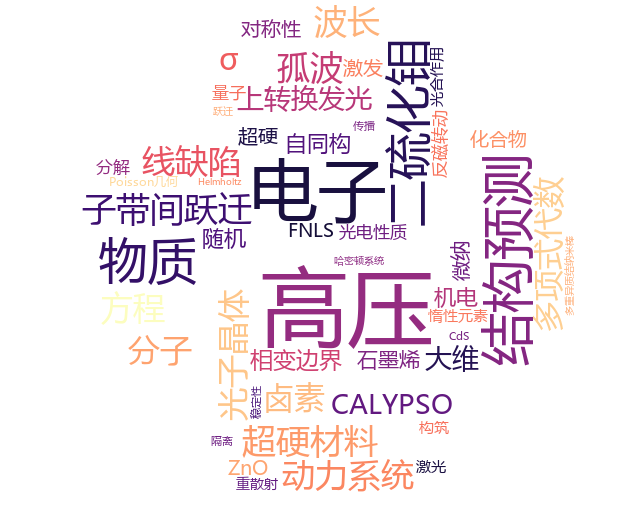 对称性
波长
σ
孤波
激发
二硫化钼
光合作用
量子
上转换发光
跃迁
传播
超硬
自同构
反磁转动
化合物
分解
线缺陷
Poisson几何
Helmholtz
电子
结构预测
多项式代数
子带间跃迁
随机
FNLS
光电性质
物质
微纳
哈密顿系统
高压
方程
光子晶体
机电
惰性元素
CdS
分子
相变边界
石墨烯
大维
稳定性
卤素
CALYPSO
构筑
隔离
超硬材料
ZnO
动力系统
激光
重散射